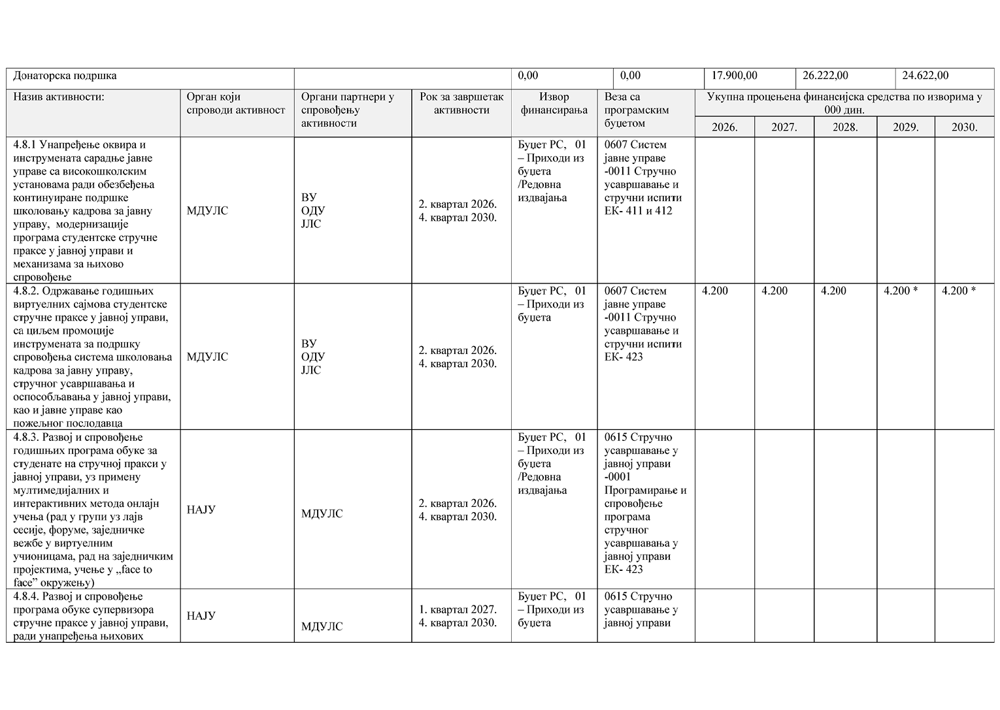 Донаторска подршка 0,00 0,00 17.900,00 26.222,00 24.622,00
Назив активности:
Орган који
спроводи активност
Органи партнери у
спровођењу
активности
Рок за завршетак
активности
Извор
финансирања
Веза са
програмским
буџетом
Укупна процењена финансијска средства по изворима у
000 дин.
2026. 2027. 2028. 2029. 2030.
4.8.1 Унапређење оквира и
инструмената сарадње јавне
управе са високошколским
установама ради обезбеђења
континуиране подршке
школовању кадрова за јавну
управу, модернизације
програма студентске стручне
праксе у јавној управи и
механизама за њихово
спровођење
МДУЛС
ВУ
ОДУ
ЈЛС
2. квартал 2026.
4. квартал 2030.
Буџет РС, 01
– Приходи из
буџета
/Редовна
издвајања
0607 Систем
јавне управе
-0011 Стручно
усавршавање и
стручни испити
ЕК- 411 и 412
4.8.2. Одржавање годишњих
виртуелних сајмова студентске
стручне праксе у јавној управи,
са циљем промоције
инструмената за подршку
спровођења система школовања
кадрова за јавну управу,
стручног усавршавања и
оспособљавања у јавној управи,
као и јавне управе као
пожељног послодавца
МДУЛС
ВУ
ОДУ
ЈЛС
2. квартал 2026.
4. квартал 2030.
Буџет РС, 01
– Приходи из
буџета
0607 Систем
јавне управе
-0011 Стручно
усавршавање и
стручни испити
ЕК- 423
4.200 4.200 4.200 4.200 * 4.200 *
4.8.3. Развој и спровођење
годишњих програма обуке за
студенате на стручној пракси у
јавној управи, уз примену
мултимедијалних и
интерактивних метода онлајн
учења (рад у групи уз лајв
сесије, форуме, заједничке
вежбе у виртуелним
учионицама, рад на заједничким
пројектима, учење у „face to
face” окружењу)
НАЈУ
МДУЛС
2. квартал 2026.
4. квартал 2030.
Буџет РС, 01
– Приходи из
буџета
/Редовна
издвајања
0615 Стручно
усавршавање у
јавној управи
-0001
Програмирање и
спровођење
програма
стручног
усавршавања у
јавној управи
ЕК- 423
4.8.4. Развој и спровођење
програма обуке супервизора
стручне праксе у јавној управи,
ради унапређења њихових
НАЈУ
МДУЛС
1. квартал 2027.
4. квартал 2030.
Буџет РС, 01
– Приходи из
буџета
0615 Стручно
усавршавање у
јавној управи